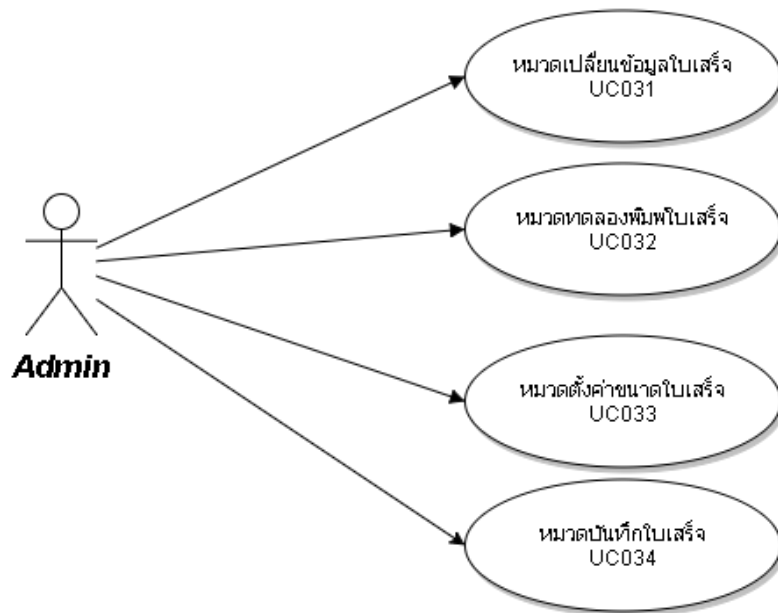 หมวดเปลี่ยนข้อมูลใบเสร็จ
UC031
หมวดทดลองพิมพ์ใบเสร็จ
UC032
Admin
หมวดตั้งค่าขนาดใบเสร็จ
UC033
หมวดบันทึกใบเสร็จ
UC034